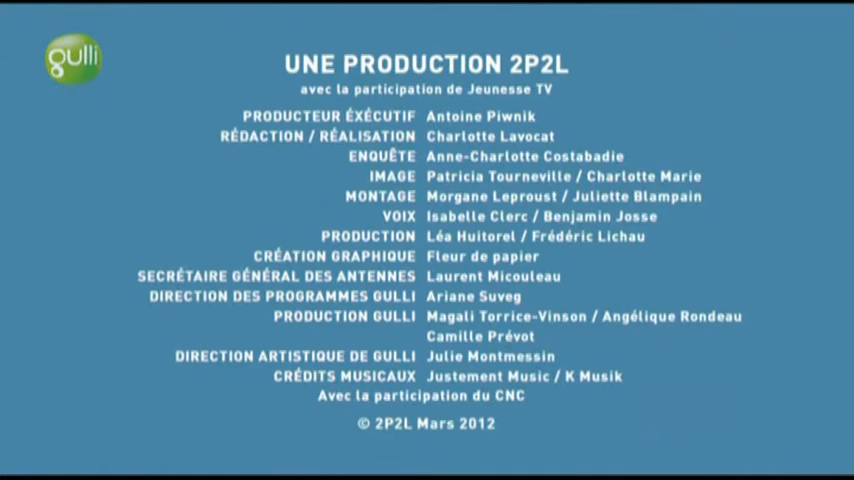 gulli
UNE PRODUCTION 2P2L
avec la participation de Jeunesse TV
PRODUCTEUR ÉXÉCUTIF Antoine Piwnik
RÉDACTION / RÉALISATION Charlotte Lavocat
ENQUÊTE Anne-Charlotte Costabadie
IMAGE Patricia Tourneville / Charlotte Marie
MONTAGE Morgane Leproust / Juliette Blampain
VOIX Isabelle Clerc / Benjamin Josse
PRODUCTION Léa Huitorel / Frédéric Lichau
CRÉATION GRAPHIQUE Fleur de papier
SECRÉTAIRE GÉNÉRAL DES ANTENNES Laurent Micouleau
DIRECTION DES PROGRAMMES GULLI Ariane Suveg
PRODUCTION GULLI Magali Torrice-Vinson / Angélique Rondeau
Camille Prévot
DIRECTION ARTISTIQUE DE GULLI Julie Montmessin
CRÉDITS MUSICAUX Justement Music / K Musik
Avec la participation du CNC
© 2P2L Mars 2012